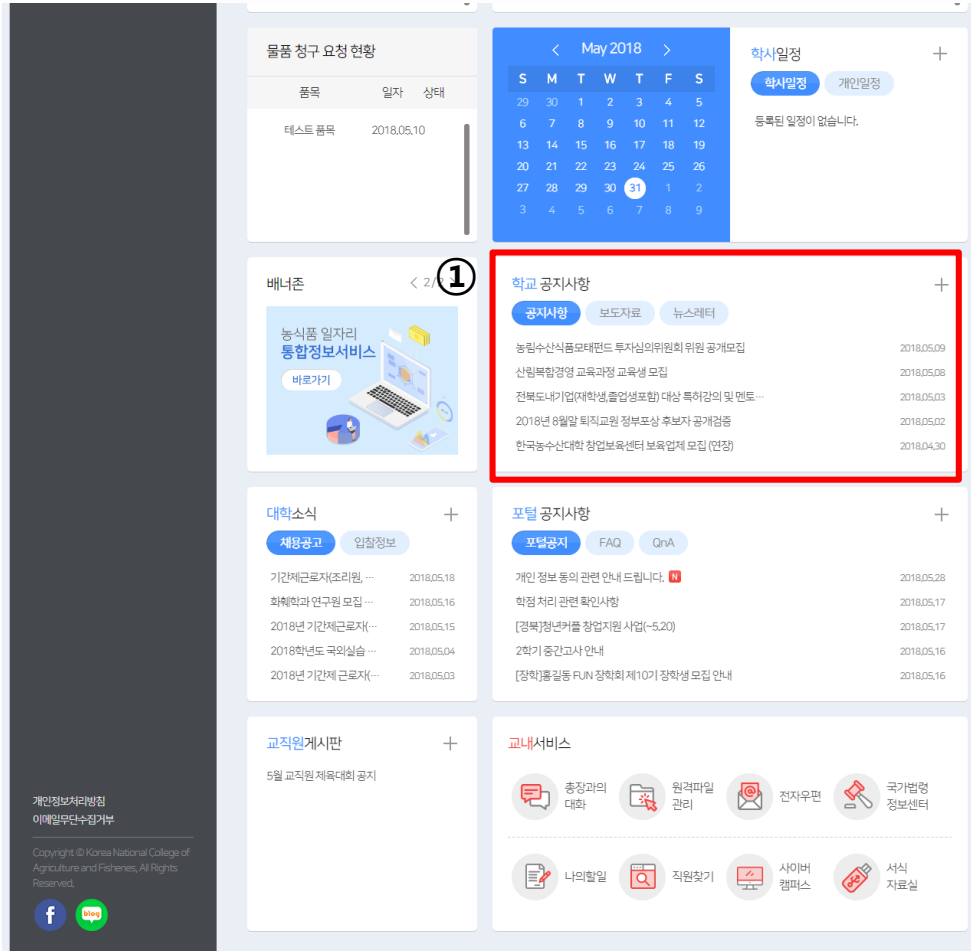 물품 청구 요청 현황
품목 일자 상태
테스트 품목 2018.05.10
< May 2018 >
S M T W T F S
29 30 1 2 3 4 5
6 7 8 9 10 11 12
13 14 15 16 17 18 19
20 21 22 23 24 25 26
27 28 29 30 31 1 2
3 4 5 6 7 8 9
학사일정 +
학사일정 개인일정
등록된 일정이 없습니다.
배너존 < 2/
①
농식품 일자리
통합정보서비스
바로가기
학교 공지사항 +
공지사항 보도자료 뉴스레터
농림수산식품모태펀드 투자심의위원회 위원 공개모집 2018.05.09
산림복합경영 교육과정 교육생 모집 2018.05.08
전북도내기업(재학생,졸업생포함) 대상 특허강의 및 멘토… 2018.05.03
2018년 8월말 퇴직교원 정부포상 후보자 공개검증 2018.05.02
한국농수산대학 창업보육센터 보육업체 모집 (연장) 2018.04.30
대학소식 +
채용공고 입찰정보
기간제근로자(조리원, … 2018.05.18
화훼학과 연구원 모집 … 2018.05.16
2018년 기간제근로자(… 2018.05.15
2018학년도 국외실습 … 2018.05.04
2018년 기간제 근로자(… 2018.05.03
포털 공지사항 +
포털공지 FAQ QnA
개인 정보 동의 관련 안내 드립니다. N 2018.05.28
학점 처리 관련 확인사항 2018.05.17
[경북]청년커플 창업지원 사업(~5.20) 2018.05.17
2학기 중간고사 안내 2018.05.16
[장학]홍길동 FUN 장학회 제10기 장학생 모집 안내 2018.05.16
교직원게시판 +
5월 교직원 체육대회 공지
교내서비스
총장과의
대화
원격파일
관리
전자우편
국가법령
정보센터
나의할일
직원찾기
사이버
캠퍼스
서식
자료실
개인정보처리방침
이메일무단수집거부
Copyright © Korea National College of
Agriculture and Fisheries, All Rights
Reserved.
f blog